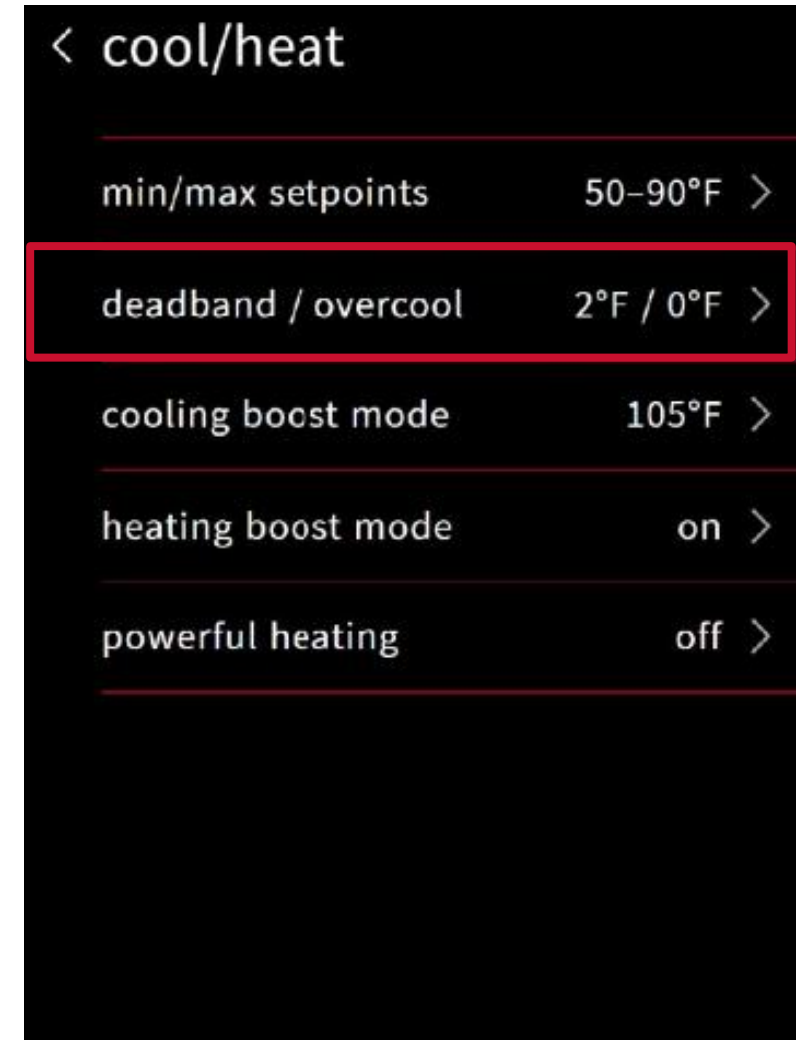 < cool/heat
min/max setpoints 50–90°F >
deadband / overcool 2°F / 0°F >
cooling boost mode 105°F >
heating boost mode on >
powerful heating off >